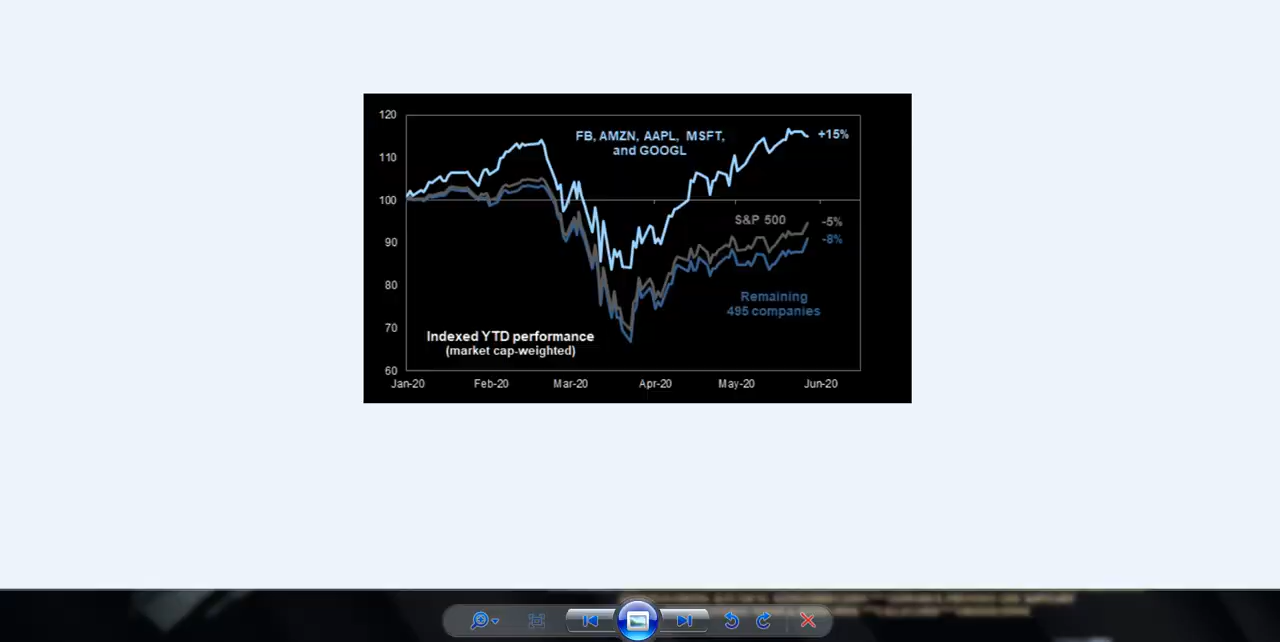 120
FB, AMZN, AAPL, MSFT,
and GOOGL
+15%
110
100
S&P 500
-5%
90
-8%
80
Remaining
495 companies
70
Indexed YTD performance
(market cap-weighted)
60
Jan-20 Feb-20 Mar-20 Apr-20 May-20 Jun-20